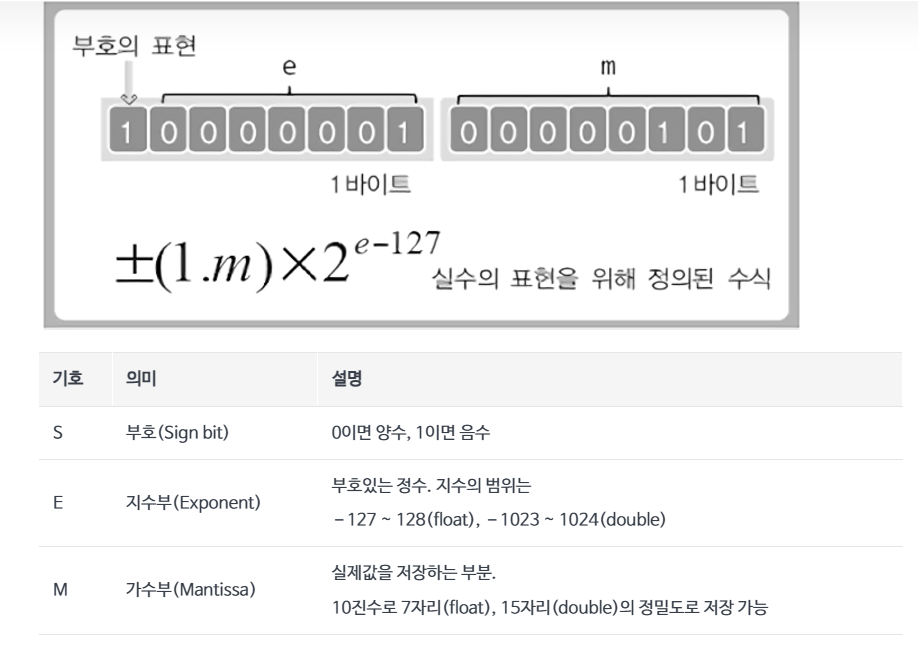 부호의 표현
e
m
1 0 0 0 0 0 0 1 0 0 0 0 0 1 0 1
1바이트 1바이트
±(1.m)×2^e−127 실수의 표현을 위해 정의된 수식
기호 의미 설명
S 부호(Sign bit) 0이면 양수, 1이면 음수
E 지수부(Exponent) 부호있는 정수. 지수의 범위는
– 127 ~ 128(float), – 1023 ~ 1024(double)
M 가수부(Mantissa) 실제값을 저장하는 부분.
10진수로 7자리(float), 15자리(double)의 정밀도로 저장 가능